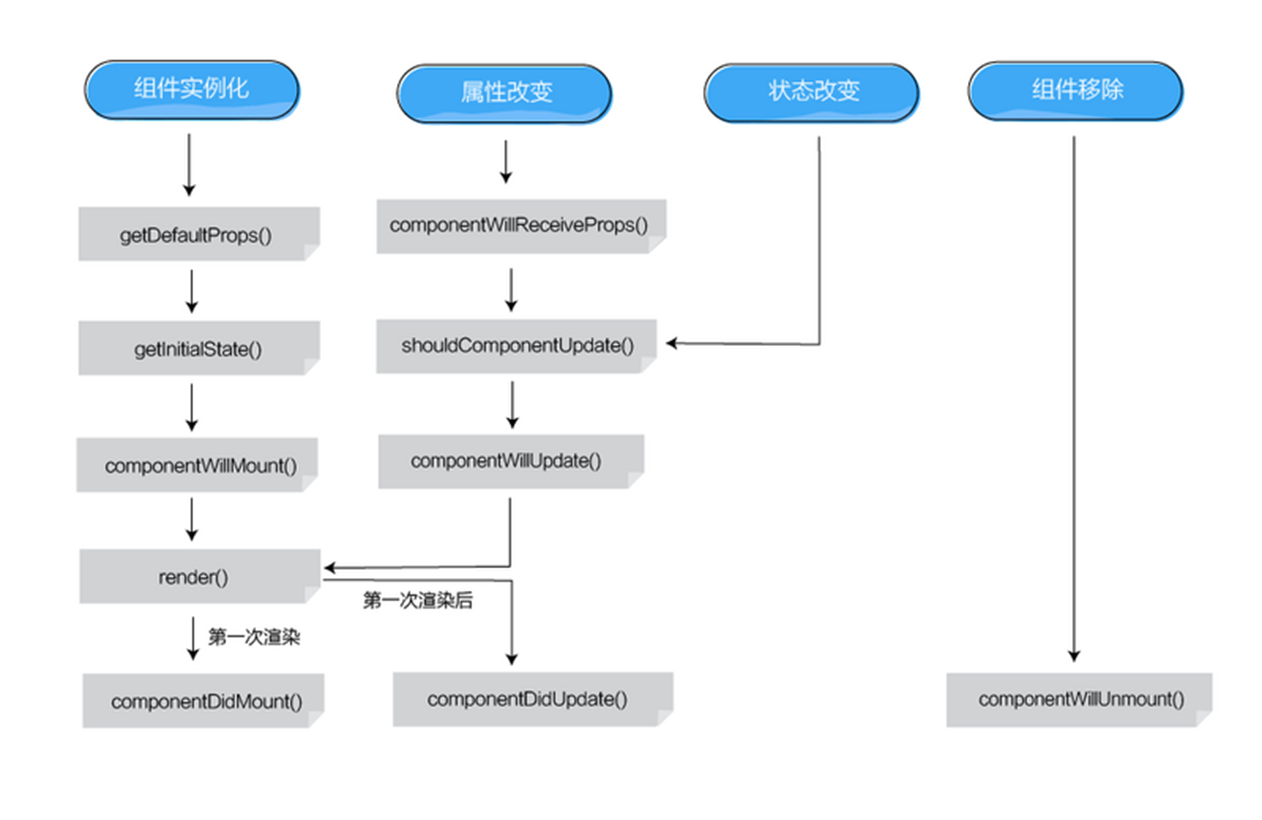 组件实例化
属性改变
状态改变
组件移除
getDefaultProps()
componentWillReceiveProps()
getInitialState()
shouldComponentUpdate()
componentWillMount()
componentWillUpdate()
render()
第一次渲染后
第一次渲染
componentDidMount()
componentDidUpdate()
componentWillUnmount()